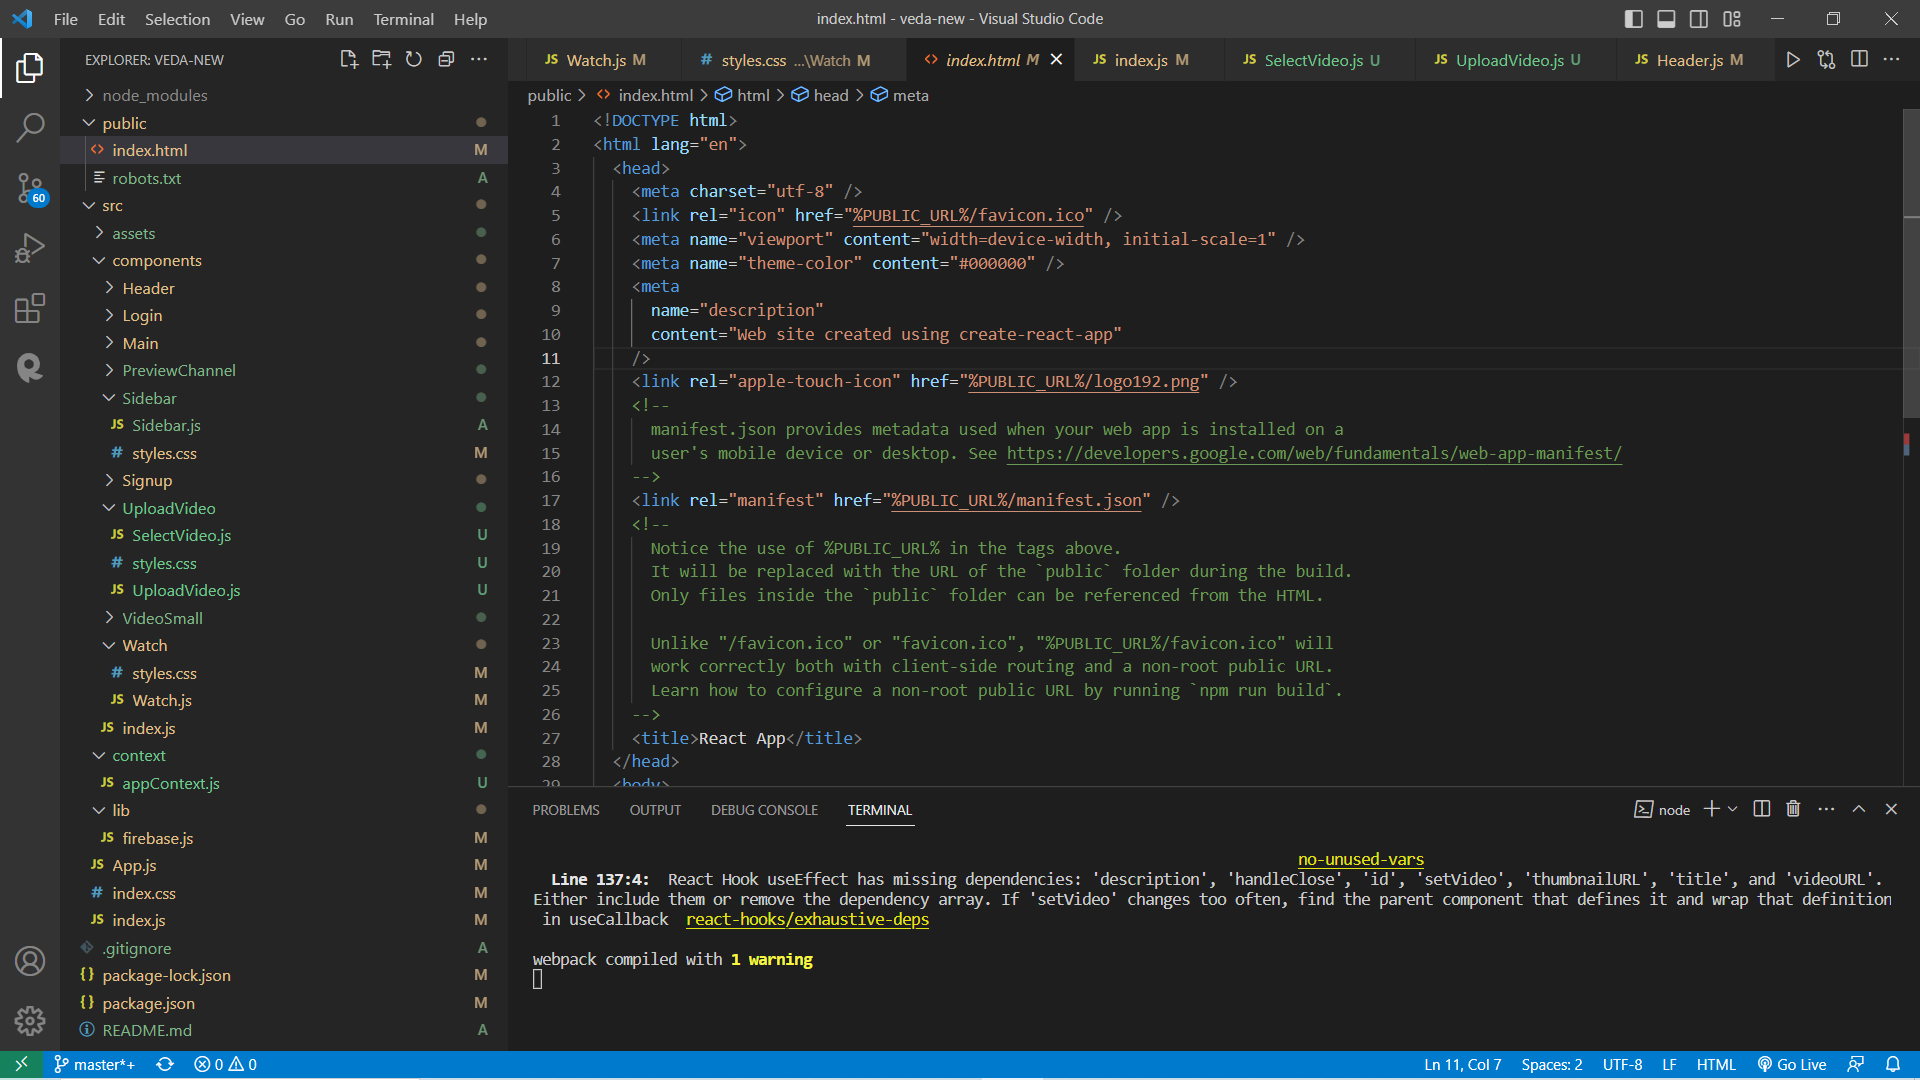 File Edit Selection View Go Run Terminal Help
index.html - veda-new - Visual Studio Code
EXPLORER: VEDA-NEW
node_modules
public
index.html M
robots.txt A
src
assets
components
Header
Login
Main
PreviewChannel
Sidebar
JS Sidebar.js A
# styles.css M
Signup
UploadVideo
JS SelectVideo.js U
# styles.css U
JS UploadVideo.js U
VideoSmall
Watch
# styles.css M
JS Watch.js M
JS index.js M
context
JS appContext.js U
lib
JS firebase.js M
JS App.js M
# index.css M
JS index.js M
.gitignore A
{} package-lock.json M
{} package.json M
README.md A
60
JS Watch.js M
# styles.css ...\Watch M
<> index.html M
JS index.js M
JS SelectVideo.js U
JS UploadVideo.js U
JS Header.js M
public > <> index.html > html > head > meta
1 <!DOCTYPE html>
2 <html lang="en">
3 <head>
4 <meta charset="utf-8" />
5 <link rel="icon" href="%PUBLIC_URL%/favicon.ico" />
6 <meta name="viewport" content="width=device-width, initial-scale=1" />
7 <meta name="theme-color" content="#000000" />
8 <meta
9 name="description"
10 content="Web site created using create-react-app"
11 />
12 <link rel="apple-touch-icon" href="%PUBLIC_URL%/logo192.png" />
13 <!--
14 manifest.json provides metadata used when your web app is installed on a
15 user's mobile device or desktop. See https://developers.google.com/web/fundamentals/web-app-manifest/
16 -->
17 <link rel="manifest" href="%PUBLIC_URL%/manifest.json" />
18 <!--
19 Notice the use of %PUBLIC_URL% in the tags above.
20 It will be replaced with the URL of the `public` folder during the build.
21 Only files inside the `public` folder can be referenced from the HTML.
22
23 Unlike "/favicon.ico" or "favicon.ico", "%PUBLIC_URL%/favicon.ico" will
24 work correctly both with client-side routing and a non-root public URL.
25 Learn how to configure a non-root public URL by running `npm run build`.
26 -->
27 <title>React App</title>
28 </head>
29 <body>
PROBLEMS OUTPUT DEBUG CONSOLE TERMINAL
node
no-unused-vars
Line 137:4: React Hook useEffect has missing dependencies: 'description', 'handleClose', 'id', 'setVideo', 'thumbnailURL', 'title', and 'videoURL'.
Either include them or remove the dependency array. If 'setVideo' changes too often, find the parent component that defines it and wrap that definition
in useCallback react-hooks/exhaustive-deps
webpack compiled with 1 warning
master*+ 0 0
Ln 11, Col 7 Spaces: 2 UTF-8 LF HTML Go Live